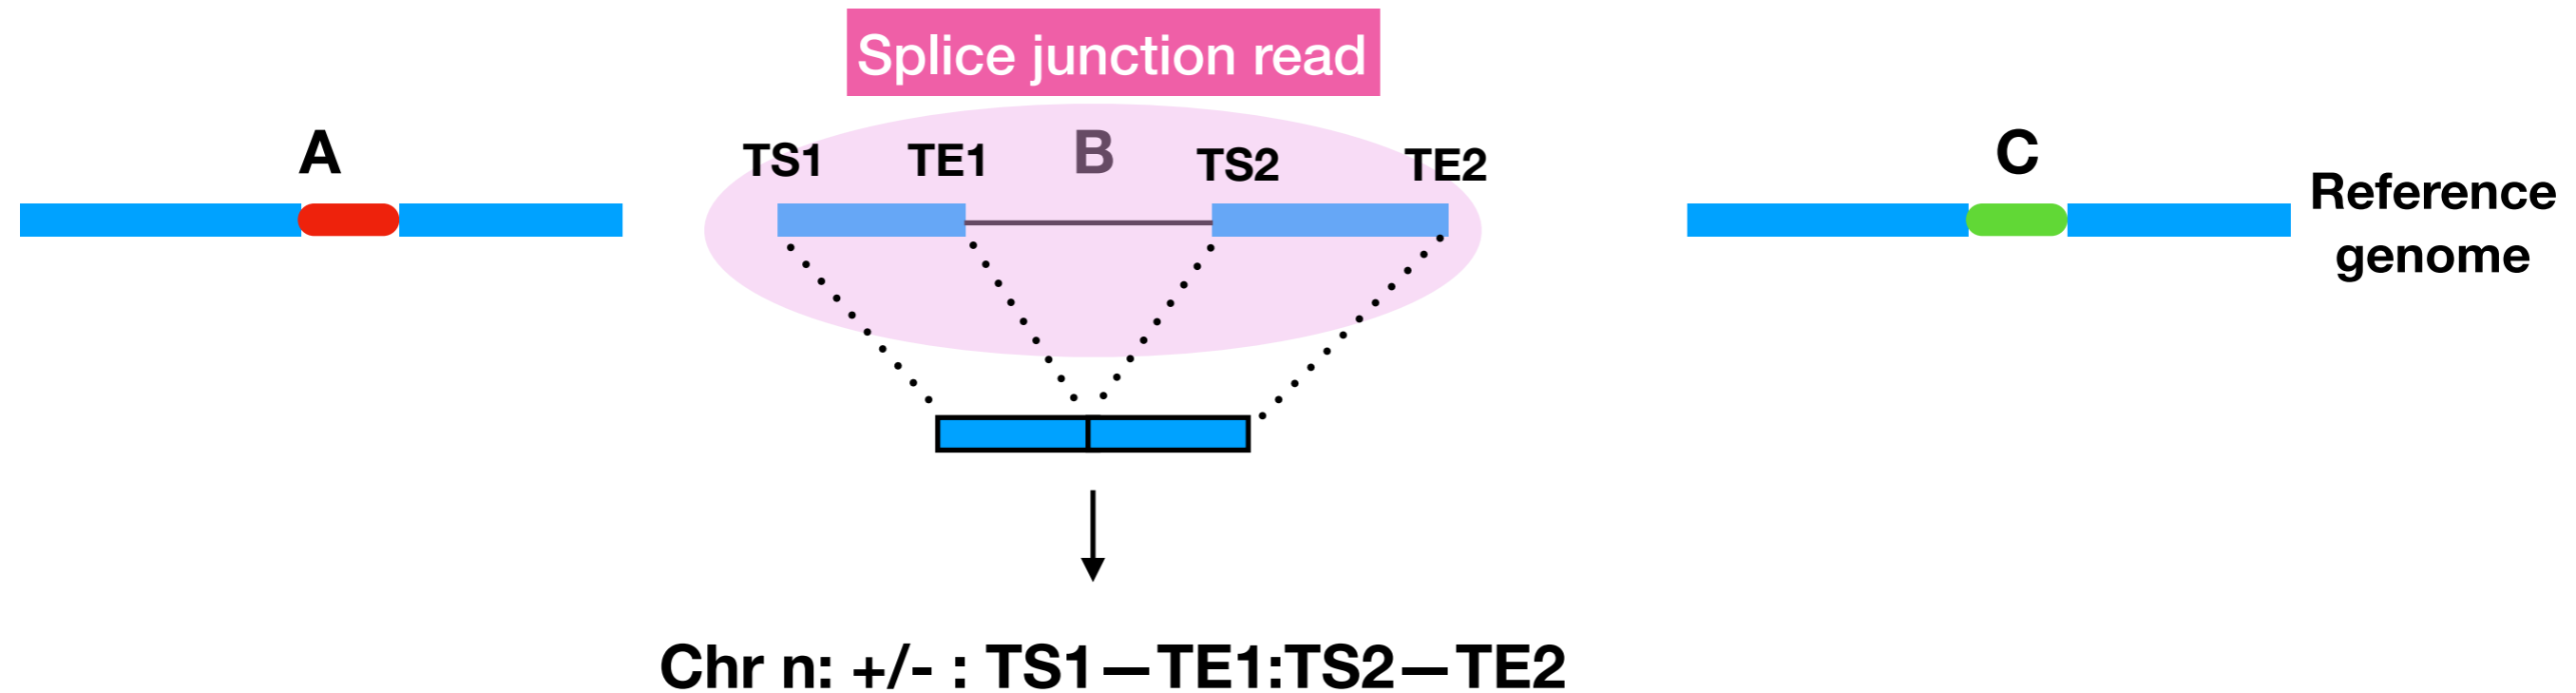 Splice junction read
A
TS1 TE1 B TS2 TE2
C
Reference
genome
Chr n: +/- : TS1—TE1:TS2—TE2